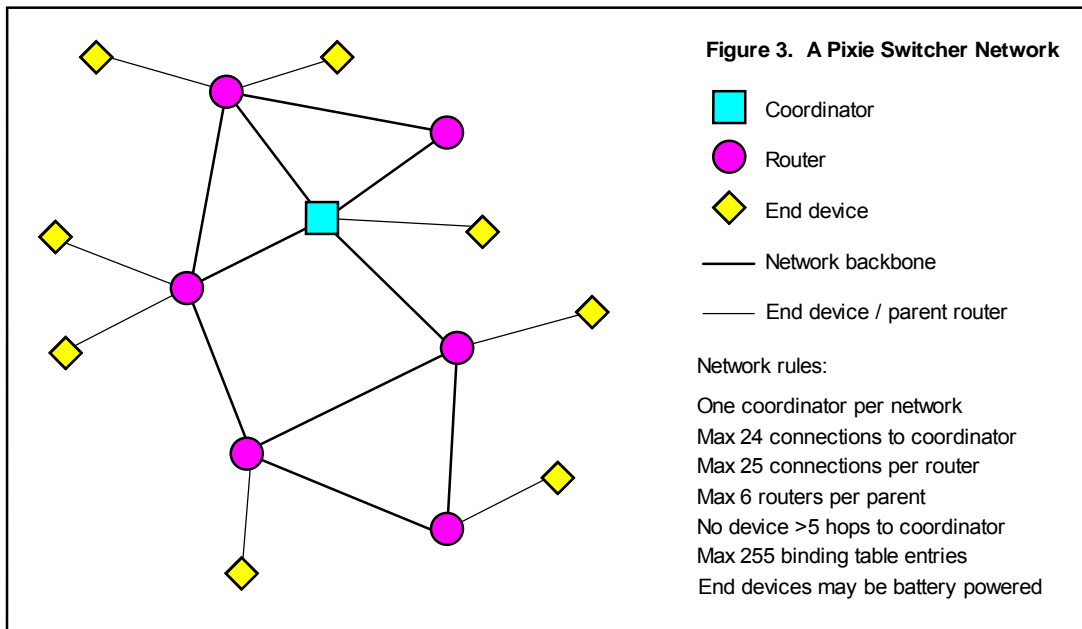 Figure 3. A Pixie Switcher Network
Coordinator
Router
End device
Network backbone
End device / parent router
Network rules:
One coordinator per network
Max 24 connections to coordinator
Max 25 connections per router
Max 6 routers per parent
No device >5 hops to coordinator
Max 255 binding table entries
End devices may be battery powered